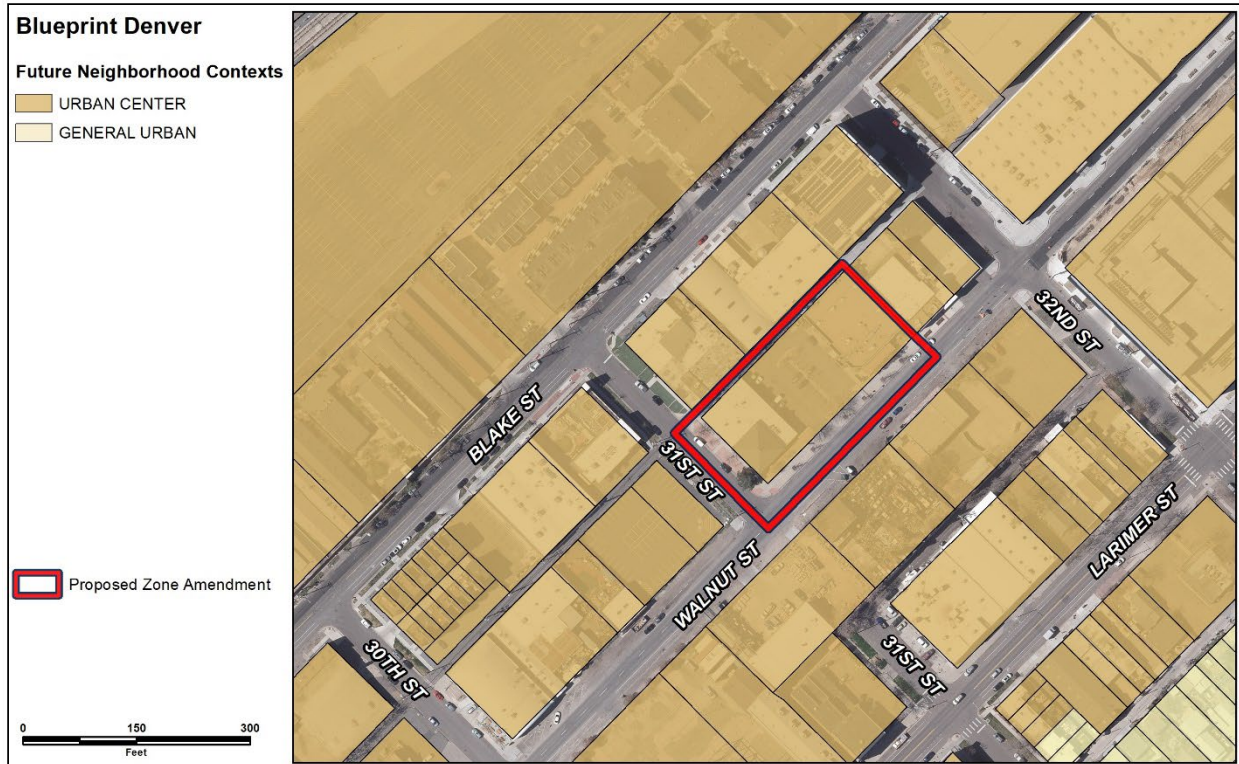 Blueprint Denver
Future Neighborhood Contexts
URBAN CENTER
GENERAL URBAN
Proposed Zone Amendment
0 150 300
Feet
BLAKE ST
31ST ST
32ND ST
WALNUT ST
LARIMER ST
30TH ST
31ST ST